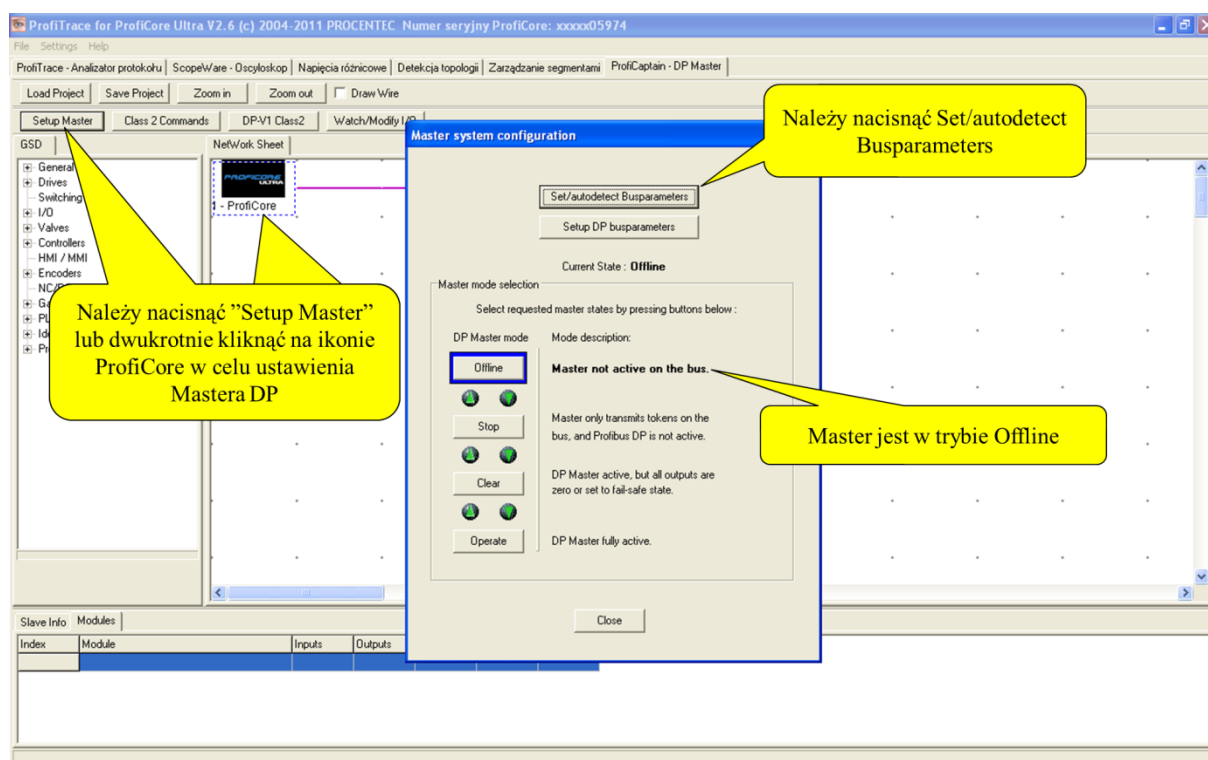 ProfiTrace for ProfiCore Ultra V2.6 (c) 2004-2011 PROCENTEC Numer seryjny ProfiCore: xxxxx05974
File Settings Help
ProfiTrace - Analizator protokołu ScopeWare - Oscyloskop Napięcia różnicowe Detekcja topologii Zarządzanie segmentami ProfiCaptain - DP Master
Load Project Save Project Zoom in Zoom out Draw Wire
Setup Master Class 2 Commands DP-V1 Class2 Watch/Modify
GSD
NetWork Sheet
General
Drives
Switching
I/O
Valves
Controllers
HMI / MMI
Encoders
PROFICORE
ULTRA
1 - ProfiCore
Należy nacisnąć ”Setup Master”
lub dwukrotnie kliknąć na ikonie
ProfiCore w celu ustawienia
Mastera DP
Master system configuration
Set/autodetect Busparameters
Setup DP busparameters
Current State : Offline
Master mode selection
Select requested master states by pressing buttons below :
DP Master mode Mode description:
Offline Master not active on the bus.
Stop Master only transmits tokens on the
bus, and Profibus DP is not active.
Clear DP Master active, but all outputs are
zero or set to fail-safe state.
Operate DP Master fully active.
Close
Należy nacisnąć Set/autodetect
Busparameters
Master jest w trybie Offline
Slave Info Modules
Index Module Inputs Outputs